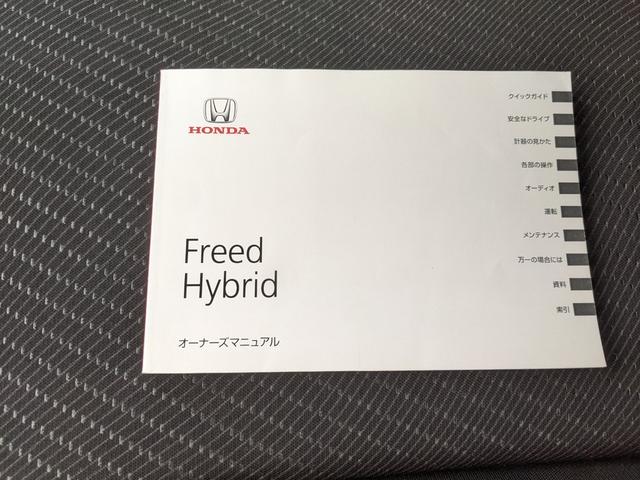 HONDA
Freed
Hybrid
オーナーズマニュアル
クイックガイド
安全なドライブ
計器の見かた
各部の操作
オーディオ
運転
メンテナンス
万一の場合には
資料
索引